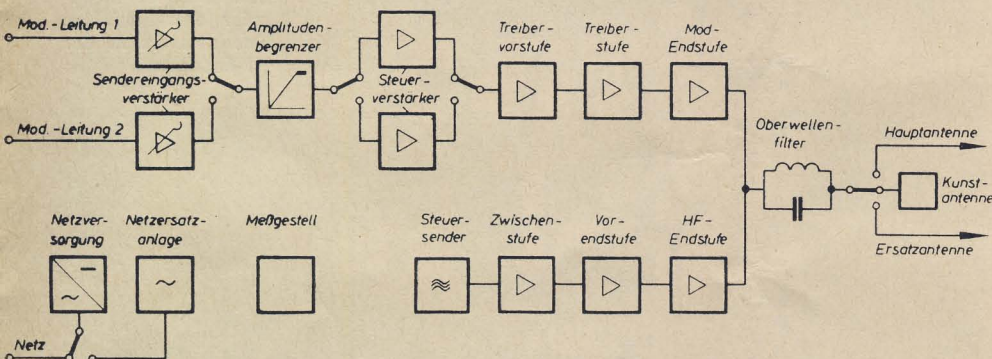 Mod.-Leitung 1
Amplituden-
begrenzer
Treiber-
vorstufe
Treiber-
stufe
Mod-
Endstufe
Sendereingangs-
verstärker
Steuer-
verstärker
Mod.-Leitung 2
Oberwellen-
filter
Hauptantenne
Kunst-
antenne
Ersatzantenne
Netzver-
sorgung
Netzersatz-
anlage
Meßgestell
Steuer-
sender
Zwischen-
stufe
Vor-
endstufe
HF-
Endstufe
Netz